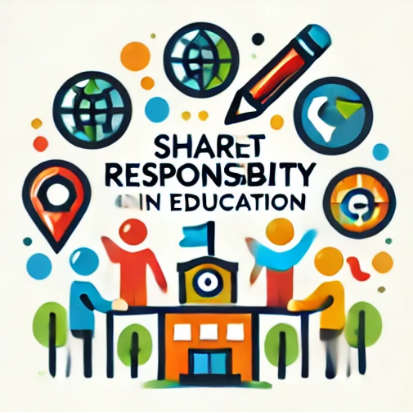 SHARET
RESPONSBITY
IN EDUCATION